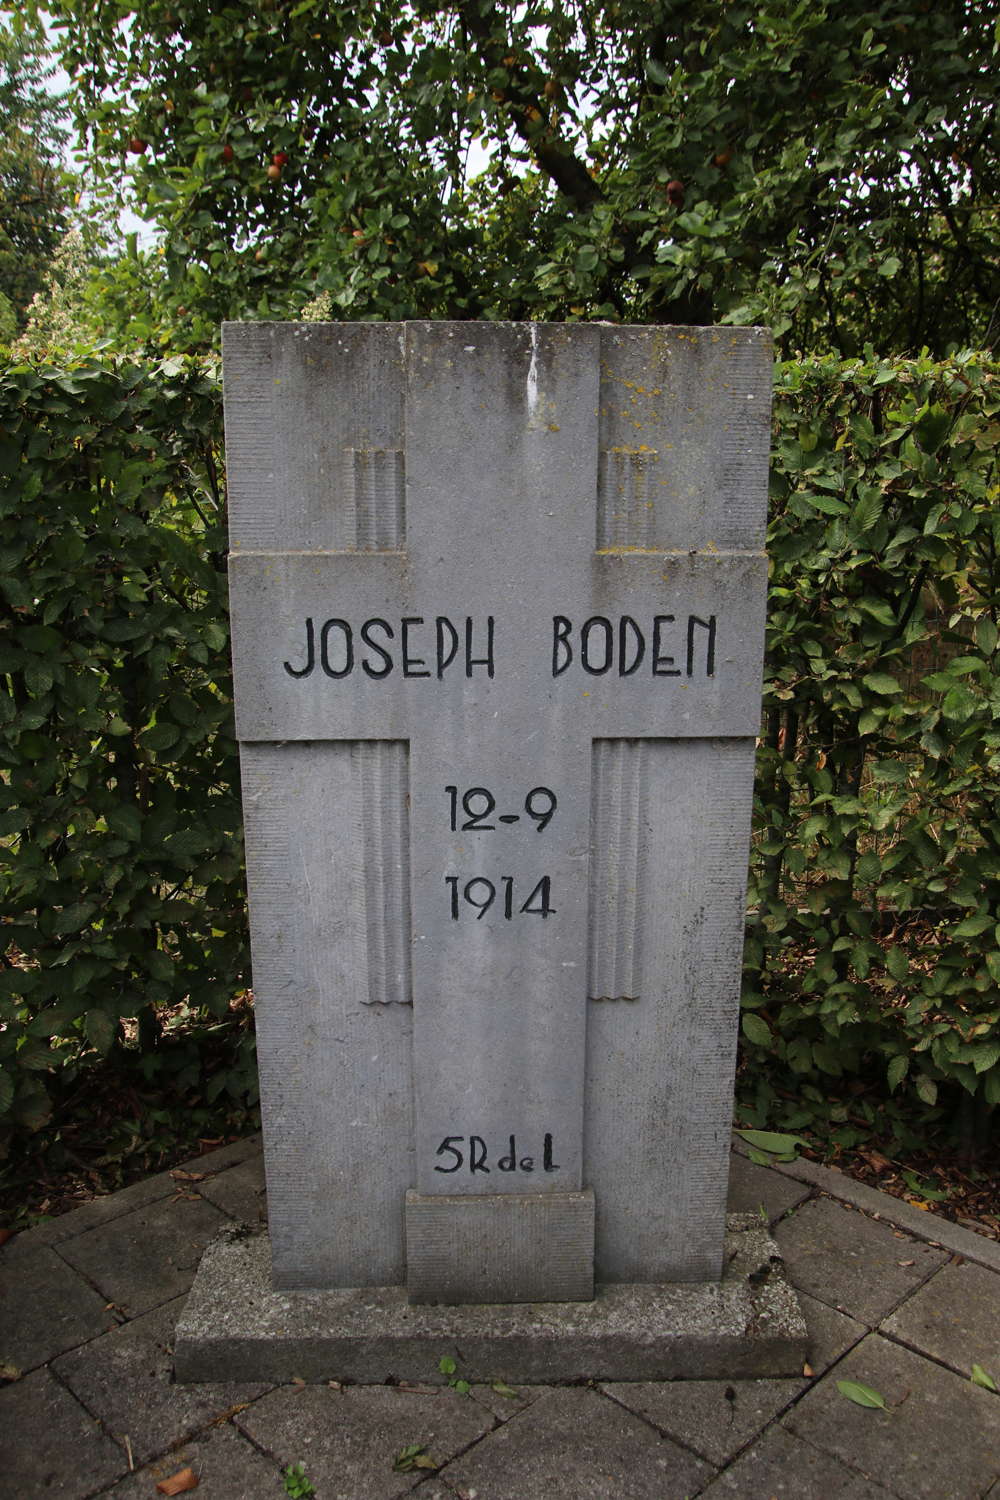 JOSEPH BODEN
12-9
1914
5R de L